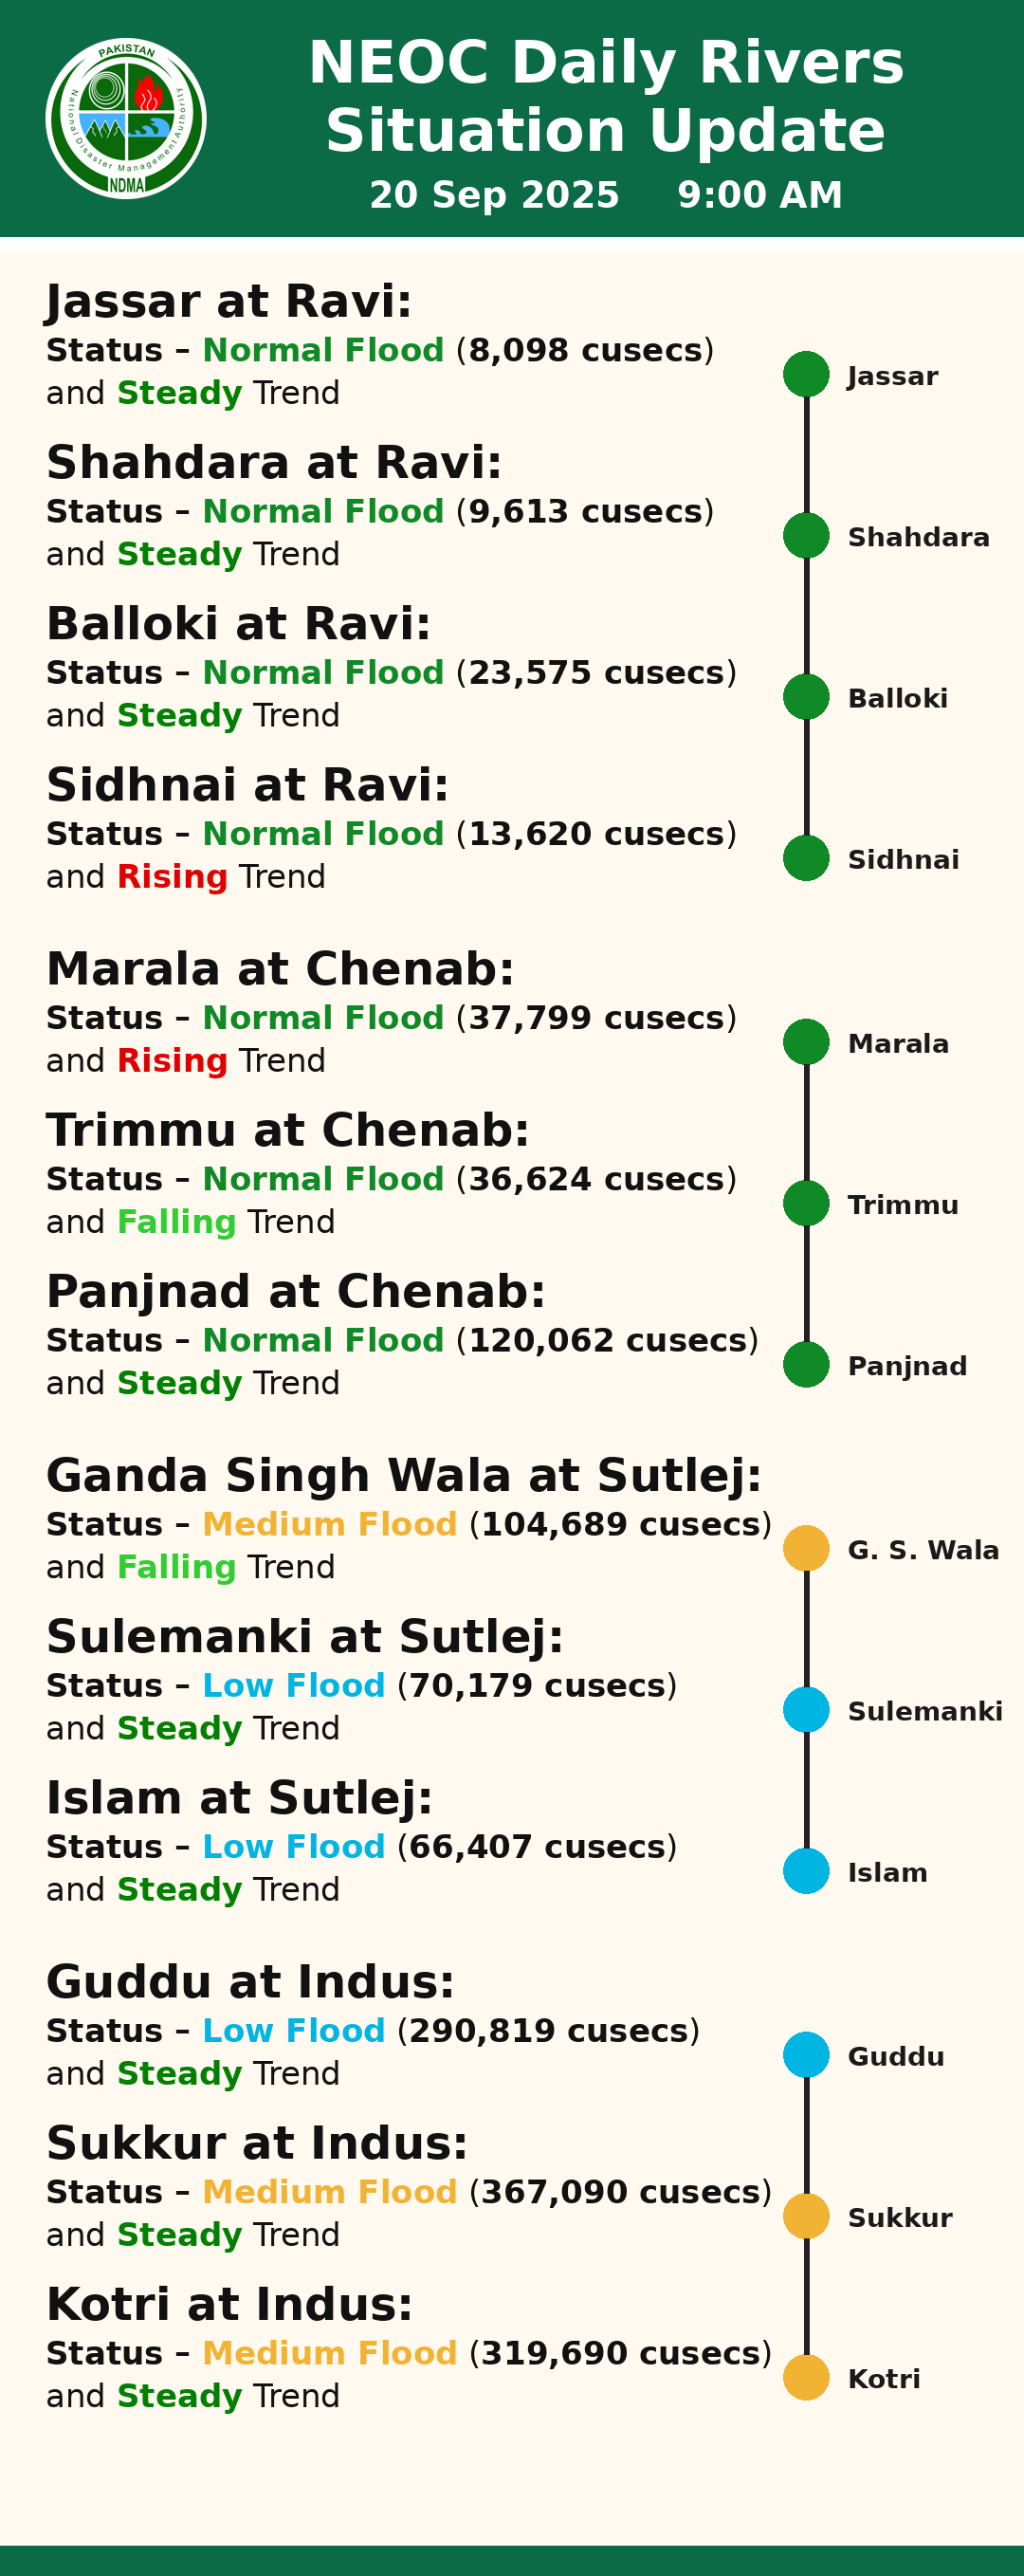 PAKISTAN
National Disaster Management Authority
NDMA
NEOC Daily Rivers
Situation Update
20 Sep 2025 9:00 AM
Jassar at Ravi:
Status – Normal Flood (8,098 cusecs)
and Steady Trend
Jassar
Shahdara at Ravi:
Status – Normal Flood (9,613 cusecs)
and Steady Trend
Shahdara
Balloki at Ravi:
Status – Normal Flood (23,575 cusecs)
and Steady Trend
Balloki
Sidhnai at Ravi:
Status – Normal Flood (13,620 cusecs)
and Rising Trend
Sidhnai
Marala at Chenab:
Status – Normal Flood (37,799 cusecs)
and Rising Trend
Marala
Trimmu at Chenab:
Status – Normal Flood (36,624 cusecs)
and Falling Trend
Trimmu
Panjnad at Chenab:
Status – Normal Flood (120,062 cusecs)
and Steady Trend
Panjnad
Ganda Singh Wala at Sutlej:
Status – Medium Flood (104,689 cusecs)
and Falling Trend
G. S. Wala
Sulemanki at Sutlej:
Status – Low Flood (70,179 cusecs)
and Steady Trend
Sulemanki
Islam at Sutlej:
Status – Low Flood (66,407 cusecs)
and Steady Trend
Islam
Guddu at Indus:
Status – Low Flood (290,819 cusecs)
and Steady Trend
Guddu
Sukkur at Indus:
Status – Medium Flood (367,090 cusecs)
and Steady Trend
Sukkur
Kotri at Indus:
Status – Medium Flood (319,690 cusecs)
and Steady Trend
Kotri